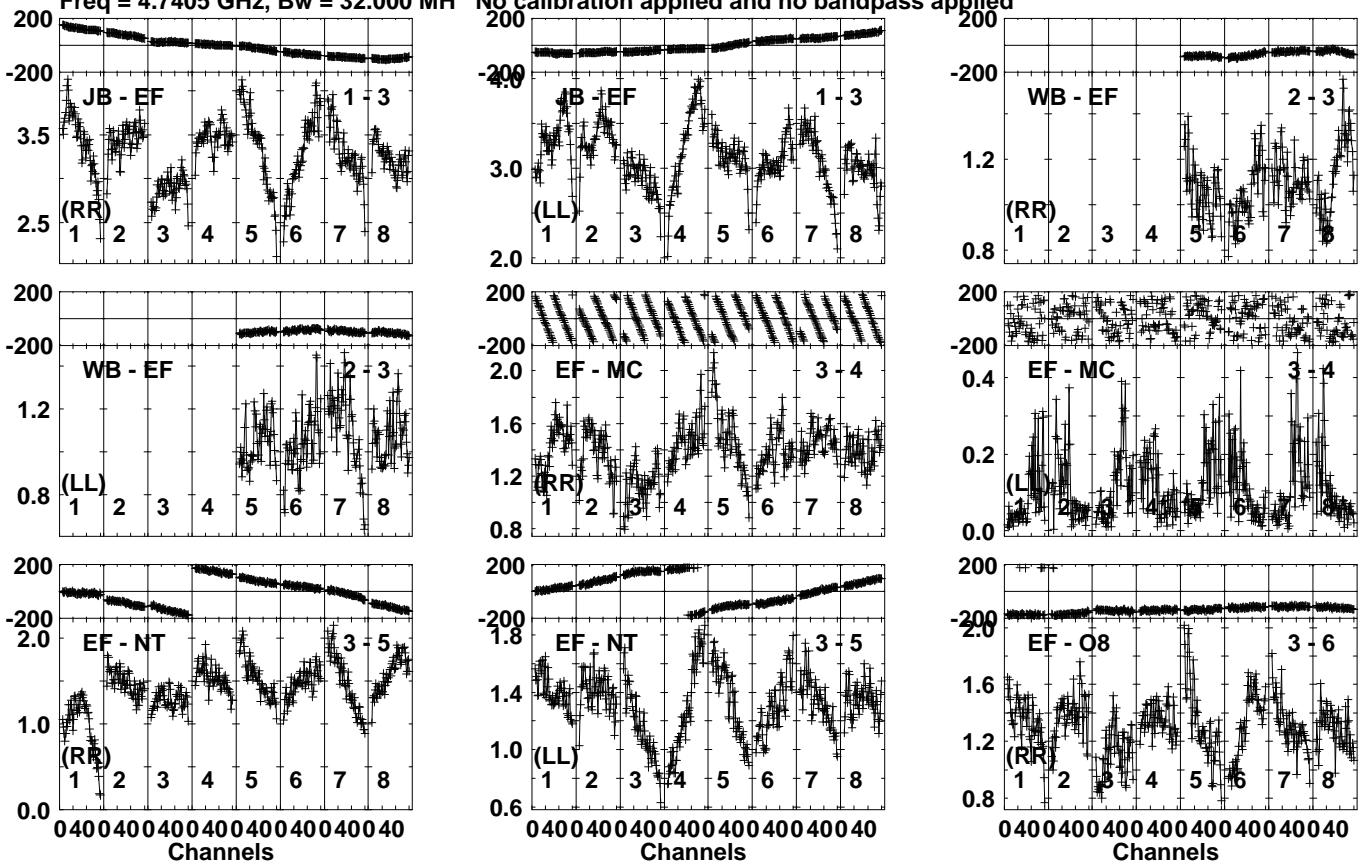 Freq = 4.7405 GHz, Bw = 32.000 MH No calibration applied and no bandpass applied
200
-200
JB - EF
1 - 3
3.5
2.5
(RR)
1 2 3 4 5 6 7 8
200
-200
4.0
JB - EF
1 - 3
3.0
2.0
(LL)
1 2 3 4 5 6 7 8
200
-200
WB - EF
2 - 3
1.2
0.8
(RR)
1 2 3 4 5 6 7 8
200
-200
WB - EF
2 - 3
1.2
0.8
(LL)
1 2 3 4 5 6 7 8
200
-200
2.0
EF - MC
3 - 4
1.6
1.2
0.8
(RR)
1 2 3 4 5 6 7 8
200
-200
0.4
EF - MC
3 - 4
0.2
0.0
(LL)
1 2 3 4 5 6 7 8
200
-200
2.0
EF - NT
3 - 5
1.0
0.0
(RR)
1 2 3 4 5 6 7 8
0 40 0 40 0 40 0 40 0 40 0 40 0 40 0 40
Channels
200
-200
1.8
EF - NT
3 - 5
1.4
1.0
0.6
(LL)
1 2 3 4 5 6 7 8
0 40 0 40 0 40 0 40 0 40 0 40 0 40 0 40
Channels
200
-200
2.0
EF - O8
3 - 6
1.6
1.2
0.8
(RR)
1 2 3 4 5 6 7 8
0 40 0 40 0 40 0 40 0 40 0 40 0 40 0 40
Channels